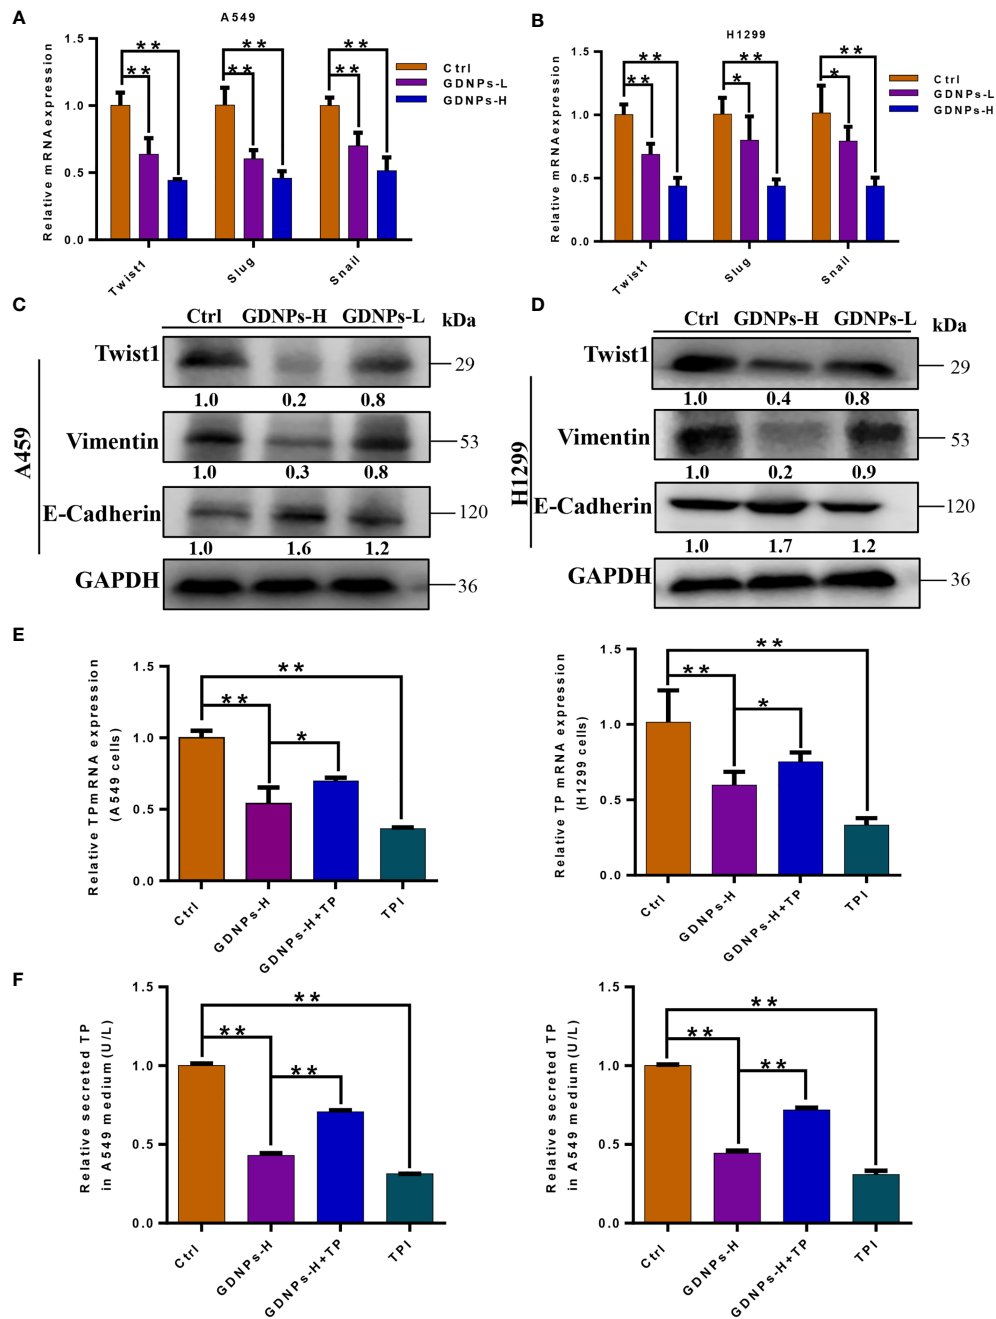 A
A549
Relative mRNA expression
1.5
1.0
0.5
0.0
** ** ** ** ** **
Ctrl
GDNPs-L
GDNPs-H
Twist1 Slug Snail
B
H1299
Relative mRNA expression
1.5
1.0
0.5
0.0
** ** ** * ** *
Ctrl
GDNPs-L
GDNPs-H
Twist1 Slug Snail
C
Ctrl GDNPs-H GDNPs-L kDa
A459
Twist1 29
1.0 0.2 0.8
Vimentin 53
1.0 0.3 0.8
E-Cadherin 120
1.0 1.6 1.2
GAPDH 36
D
Ctrl GDNPs-H GDNPs-L kDa
H1299
Twist1 29
1.0 0.4 0.8
Vimentin 53
1.0 0.2 0.9
E-Cadherin 120
1.0 1.7 1.2
GAPDH 36
E
Relative TPmRNA expression
(A549 cells)
1.5
1.0
0.5
0.0
**
**
*
Ctrl GDNPs-H GDNPs-H+TP TPI
Relative TP mRNA expression
(H1299 cells)
1.5
1.0
0.5
0.0
**
**
*
Ctrl GDNPs-H GDNPs-H+TP TPI
F
Relative secreted TP
in A549 medium(U/L)
1.5
1.0
0.5
0.0
**
**
**
Ctrl GDNPs-H GDNPs-H+TP TPI
Relative secreted TP
in A549 medium(U/L)
1.5
1.0
0.5
0.0
**
**
**
Ctrl GDNPs-H GDNPs-H+TP TPI